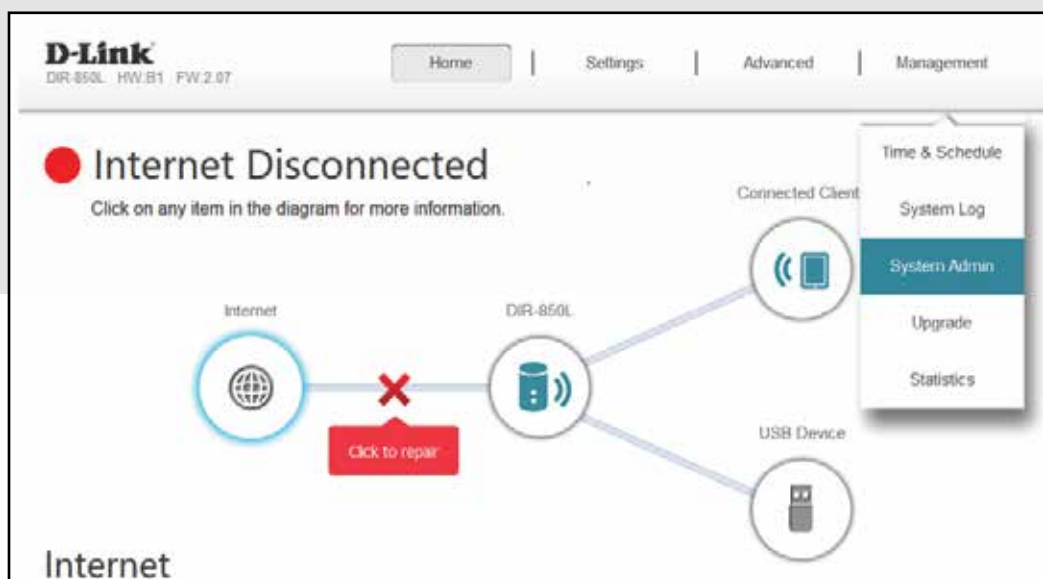 D-Link
DIR-850L HW:B1 FW:2.07
Home | Settings | Advanced | Management
Time & Schedule
System Log
System Admin
Upgrade
Statistics
Internet Disconnected
Click on any item in the diagram for more information.
Connected Client
Internet
DIR-850L
Click to repair
USB Device
Internet